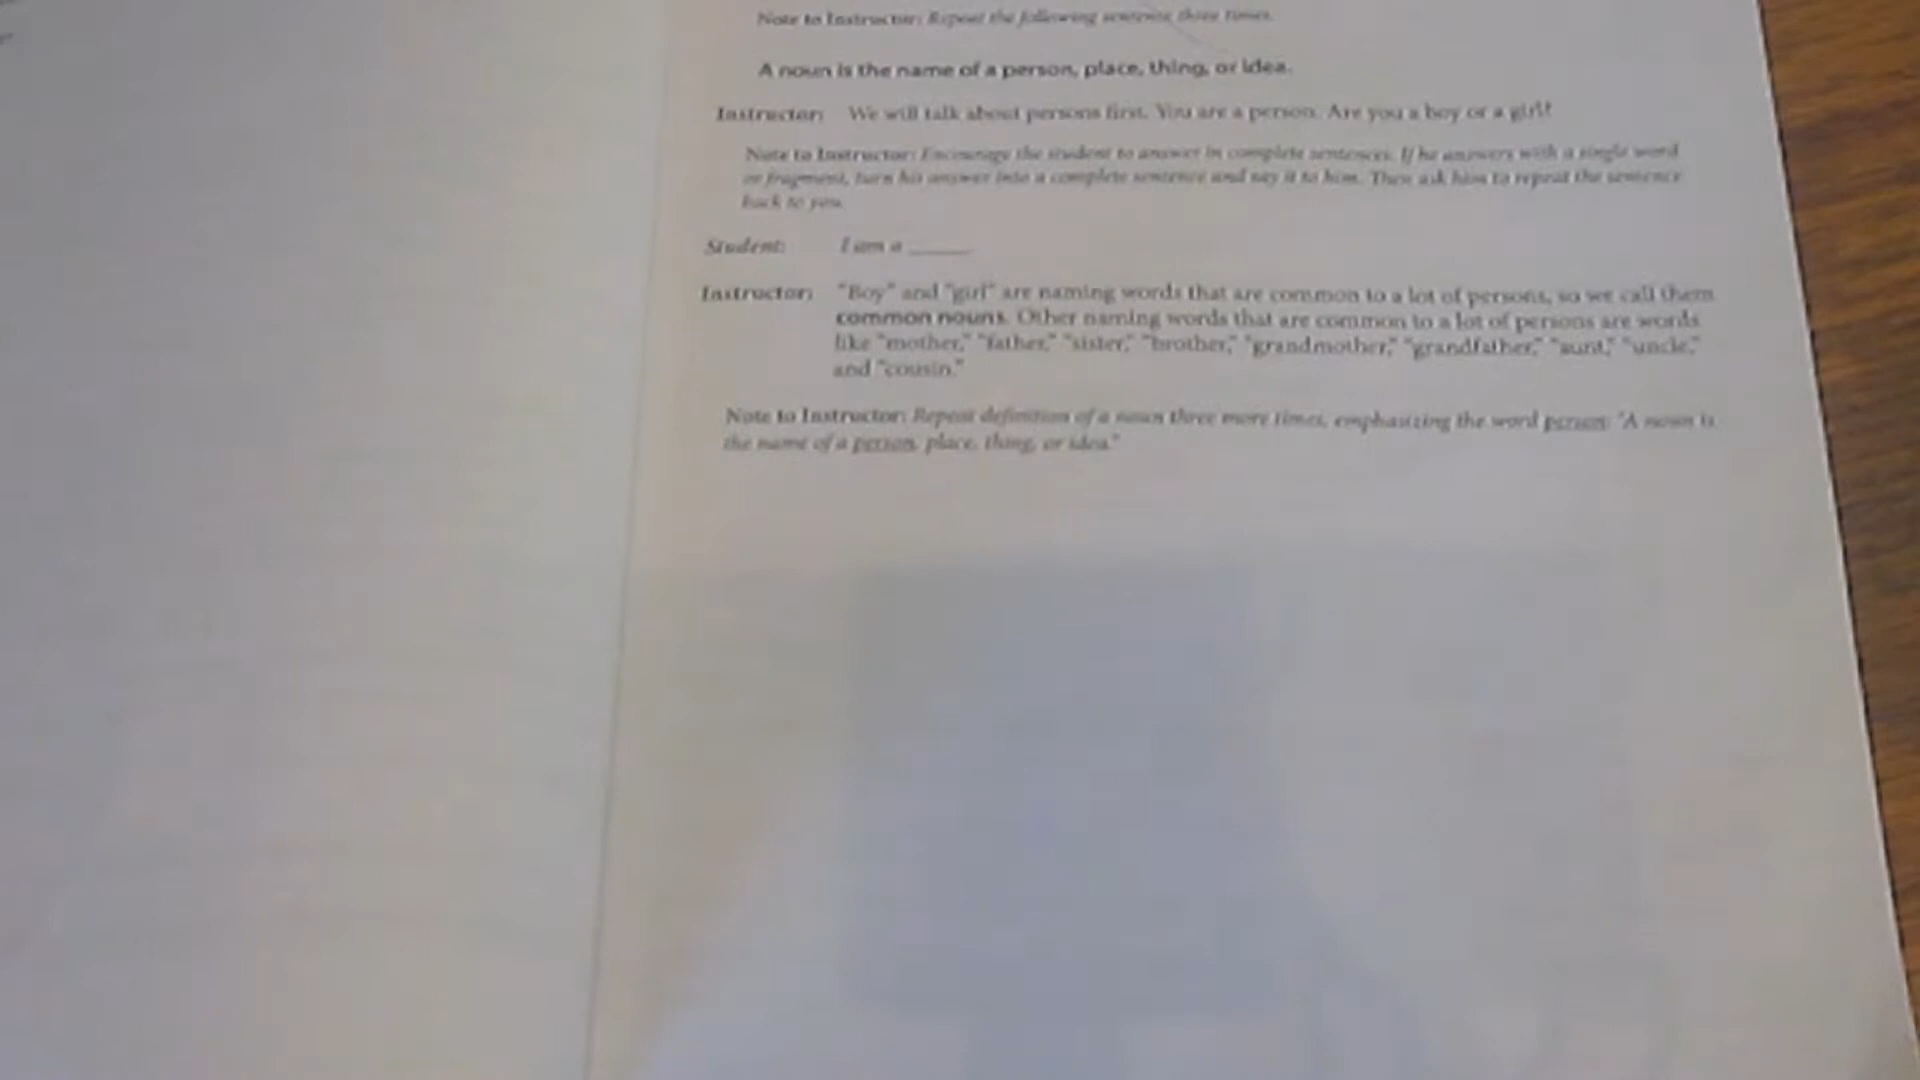 Note to Instructor: Repeat the following sentence three times.
A noun is the name of a person, place, thing, or idea.
Instructor: We will talk about persons first. You are a person. Are you a boy or a girl?
Note to Instructor: Encourage the student to answer in complete sentences. If he answers with a single word
or fragment, turn his answer into a complete sentence and say it to him. Then ask him to repeat the sentence
back to you.
Student: I am a _____
Instructor: "Boy" and "girl" are naming words that are common to a lot of persons, so we call them
common nouns. Other naming words that are common to a lot of persons are words
like "mother," "father," "sister," "brother," "grandmother," "grandfather," "aunt," "uncle,"
and "cousin."
Note to Instructor: Repeat definition of a noun three more times, emphasizing the word person: "A noun is
the name of a person, place, thing, or idea."